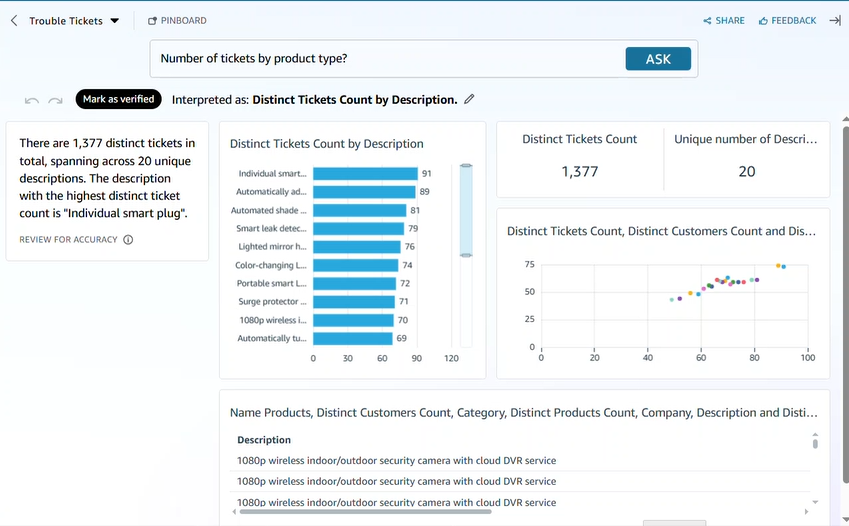 Trouble Tickets
PINBOARD
SHARE
FEEDBACK
Number of tickets by product type?
ASK
Mark as verified
Interpreted as: Distinct Tickets Count by Description.
There are 1,377 distinct tickets in
total, spanning across 20 unique
descriptions. The description
with the highest distinct ticket
count is "Individual smart plug".
REVIEW FOR ACCURACY
Distinct Tickets Count by Description
Individual smart... 91
Automatically ad... 89
Automated shade ... 81
Smart leak detec... 79
Lighted mirror h... 76
Color-changing L... 74
Portable smart L... 72
Surge protector ... 71
1080p wireless i... 70
Automatically tu... 69
0 30 60 90 120
Distinct Tickets Count
1,377
Unique number of Descri...
20
Distinct Tickets Count, Distinct Customers Count and Dis...
75
50
25
0
0 20 40 60 80 100
Name Products, Distinct Customers Count, Category, Distinct Products Count, Company, Description and Disti...
Description
1080p wireless indoor/outdoor security camera with cloud DVR service
1080p wireless indoor/outdoor security camera with cloud DVR service
1080p wireless indoor/outdoor security camera with cloud DVR service